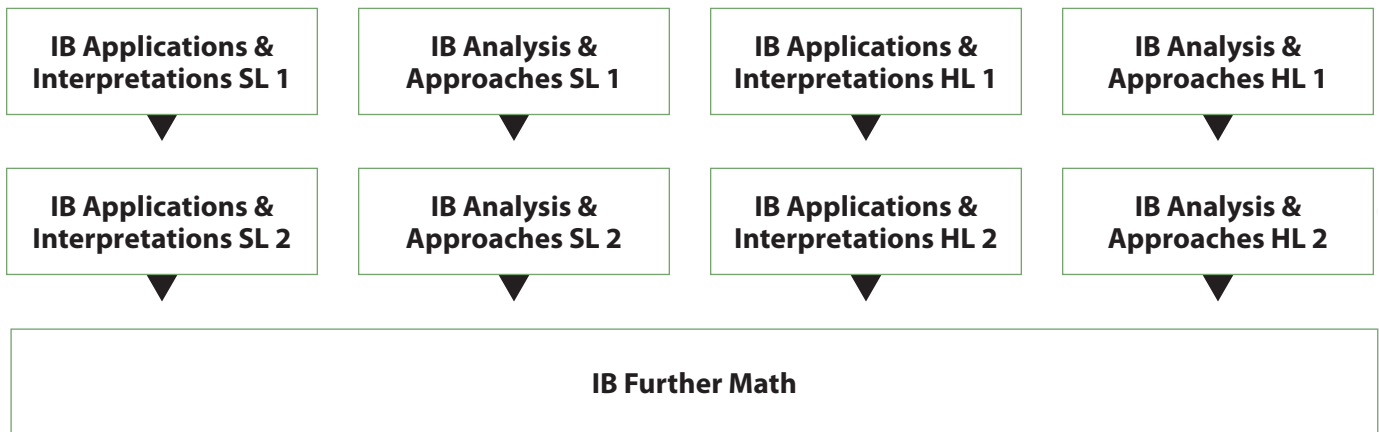 IB Applications &
Interpretations SL 1
IB Analysis &
Approaches SL 1
IB Applications &
Interpretations HL 1
IB Analysis &
Approaches HL 1
IB Applications &
Interpretations SL 2
IB Analysis &
Approaches SL 2
IB Applications &
Interpretations HL 2
IB Analysis &
Approaches HL 2
IB Further Math